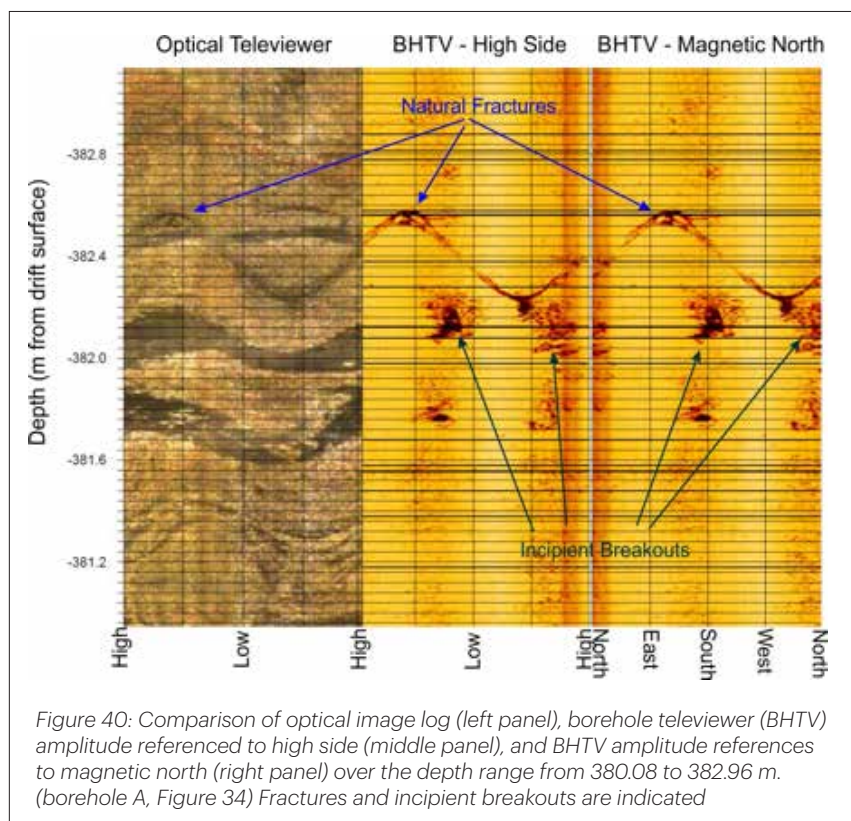 Optical Televiewer
BHTV - High Side
BHTV - Magnetic North
Natural Fractures
Depth (m from drift surface)
-382.8
-382.4
-382.0
-381.6
-381.2
Incipient Breakouts
High
Low
High
Low
High
North
East
South
West
North
Figure 40: Comparison of optical image log (left panel), borehole televiewer (BHTV)
amplitude referenced to high side (middle panel), and BHTV amplitude references
to magnetic north (right panel) over the depth range from 380.08 to 382.96 m.
(borehole A, Figure 34) Fractures and incipient breakouts are indicated